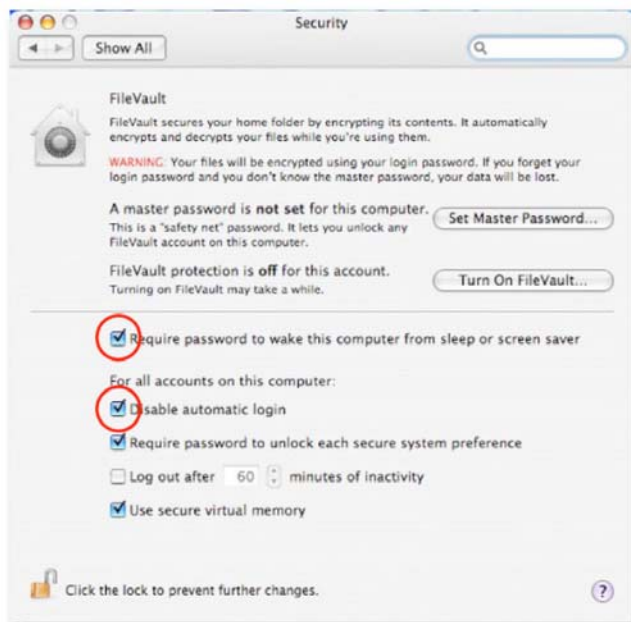 Security
Show All
FileVault
FileVault secures your home folder by encrypting its contents. It automatically
encrypts and decrypts your files while you're using them.
WARNING: Your files will be encrypted using your login password. If you forget your
login password and you don't know the master password, your data will be lost.
A master password is not set for this computer.
This is a "safety net" password. It lets you unlock any
FileVault account on this computer.
Set Master Password...
FileVault protection is off for this account.
Turning on FileVault may take a while.
Turn On FileVault...
Require password to wake this computer from sleep or screen saver
For all accounts on this computer:
Disable automatic login
Require password to unlock each secure system preference
Log out after 60 minutes of inactivity
Use secure virtual memory
Click the lock to prevent further changes.
?